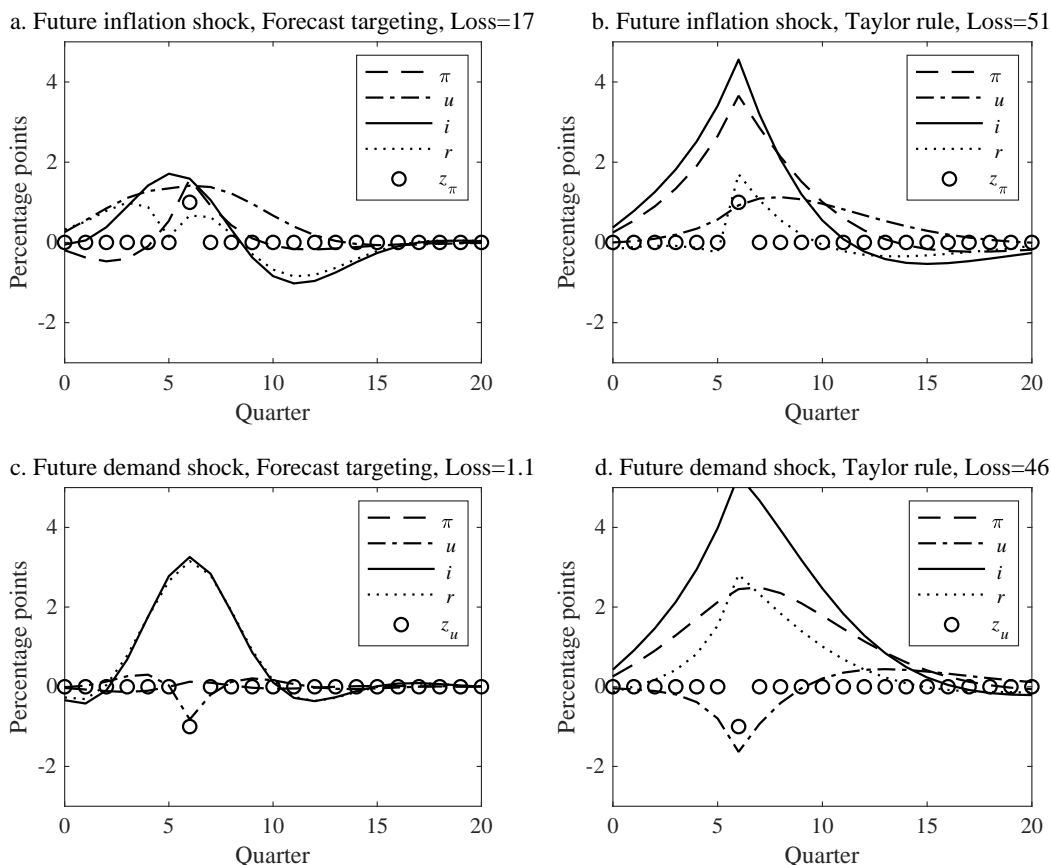 a. Future inflation shock, Forecast targeting, Loss=17
Percentage points
4
2
0
-2
0 5 10 15 20
Quarter
π
u
i
r
z_π
b. Future inflation shock, Taylor rule, Loss=51
Percentage points
4
2
0
-2
0 5 10 15 20
Quarter
π
u
i
r
z_π
c. Future demand shock, Forecast targeting, Loss=1.1
Percentage points
4
2
0
-2
0 5 10 15 20
Quarter
π
u
i
r
z_u
d. Future demand shock, Taylor rule, Loss=46
Percentage points
4
2
0
-2
0 5 10 15 20
Quarter
π
u
i
r
z_u